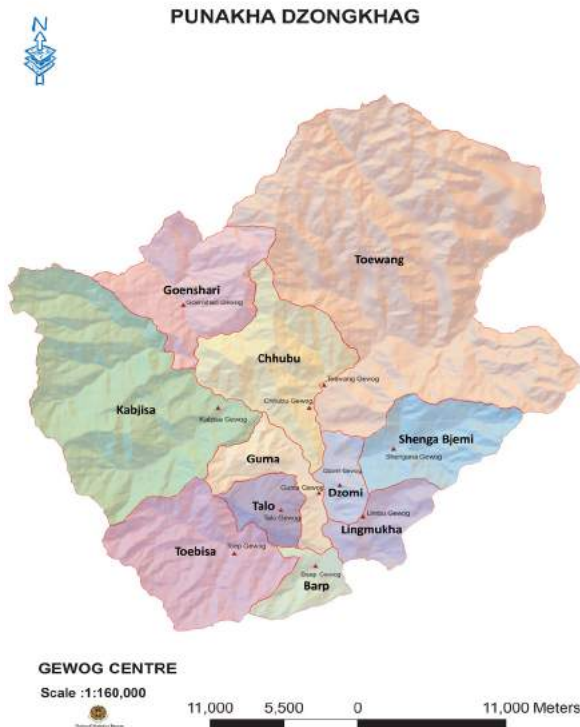 PUNAKHA DZONGKHAG
N
Toewang
Goenshari
Goenshari Gewog
Chhubu
Toewang Gewog
Chhubu Gewog
Kabjisa
Kabjisa Gewog
Shenga Bjemi
Shengana Gewog
Guma
Guma Gewog
Dzomi Gewog
Dzomi
Talo
Talo Gewog
Limbu Gewog
Lingmukha
Toebisa
Toep Gewog
Baap Gewog
Barp
GEWOG CENTRE
Scale :1:160,000
11,000 5,500 0 11,000 Meters